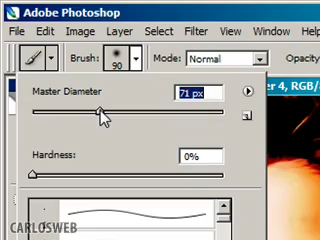 Adobe Photoshop
File Edit Image Layer Select Filter View Window
Brush: 90 Mode: Normal Opacity
Master Diameter 71 px
er 4, RGB/
Hardness: 0%
CARLOSWEB